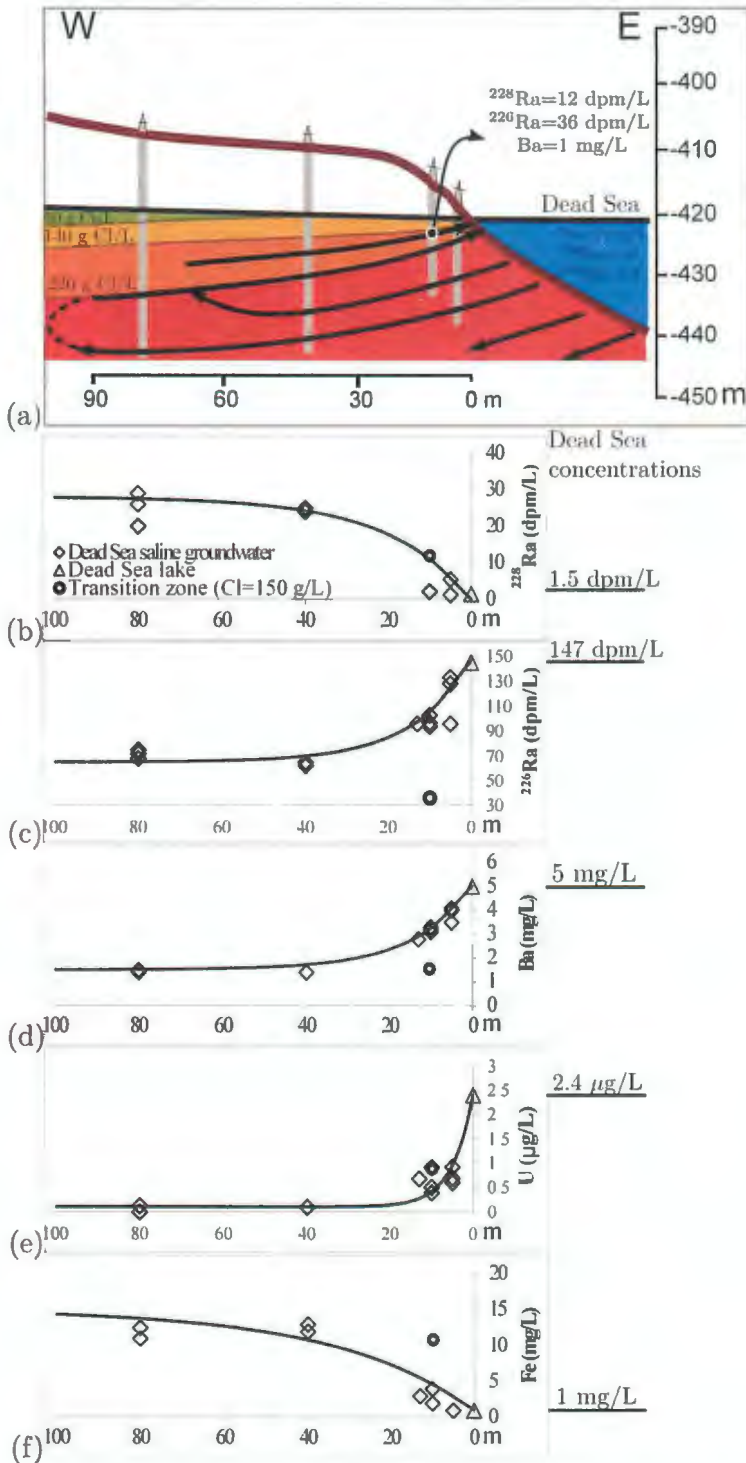 W E
-390
-400
-410
-420
-430
-440
-450 m
²²⁸Ra=12 dpm/L
²²⁶Ra=36 dpm/L
Ba=1 mg/L
Dead Sea
g Cl/L
140 g Cl/L
g Cl/L
90 60 30 0 m
(a)
Dead Sea
concentrations
40
30
20
10
0
²²⁸Ra (dpm/L)
Dead Sea saline groundwater
Dead Sea lake
Transition zone (Cl=150 g/L)
100 80 60 40 20 0 m
1.5 dpm/L
(b)
147 dpm/L
150
130
110
90
70
50
30
²²⁶Ra (dpm/L)
100 80 60 40 20 0 m
(c)
5 mg/L
6
5
4
3
2
1
0
Ba (mg/L)
100 80 60 40 20 0 m
(d)
2.4 µg/L
3
2.5
2
1.5
1
0.5
0
U (µg/L)
100 80 60 40 20 0 m
(e)
20
15
10
5
0
Fe (mg/L)
1 mg/L
100 80 60 40 20 0 m
(f)